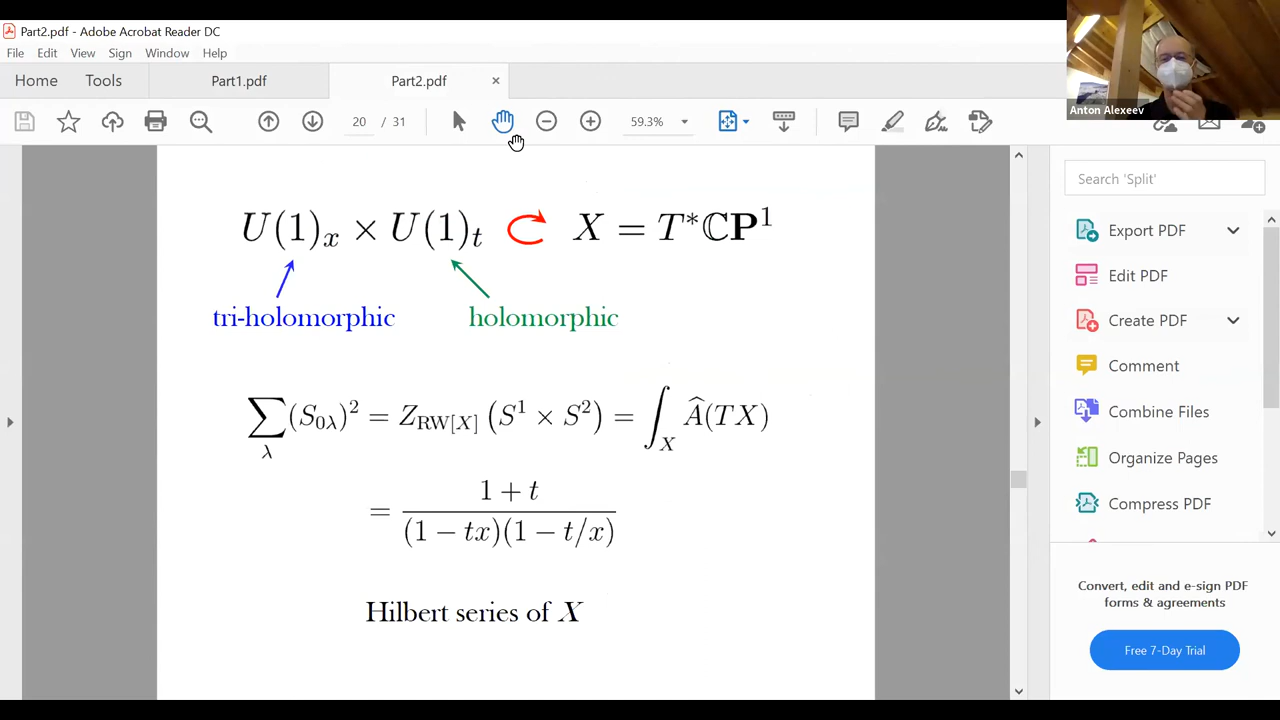 Part2.pdf - Adobe Acrobat Reader DC
File Edit View Sign Window Help
Home Tools Part1.pdf Part2.pdf ×
20 / 31 59.3%
Anton Alexeev
U(1)ₓ × U(1)ₜ X = T*ℂP¹
tri-holomorphic holomorphic
∑_λ (S_{0λ})² = Z_{RW[X]} (S¹ × S²) = ∫_X Â(TX)
= (1 + t) / ((1 − tx)(1 − t/x))
Hilbert series of X
Search 'Split'
Export PDF
Edit PDF
Create PDF
Comment
Combine Files
Organize Pages
Compress PDF
Convert, edit and e-sign PDF
forms & agreements
Free 7-Day Trial